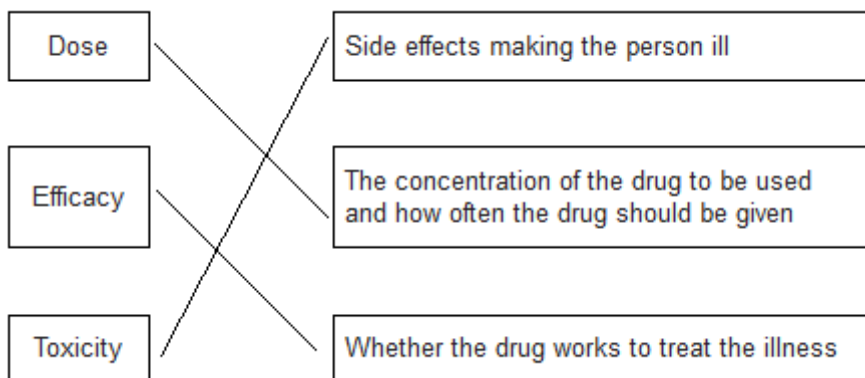 Dose
Side effects making the person ill
Efficacy
The concentration of the drug to be used
and how often the drug should be given
Toxicity
Whether the drug works to treat the illness